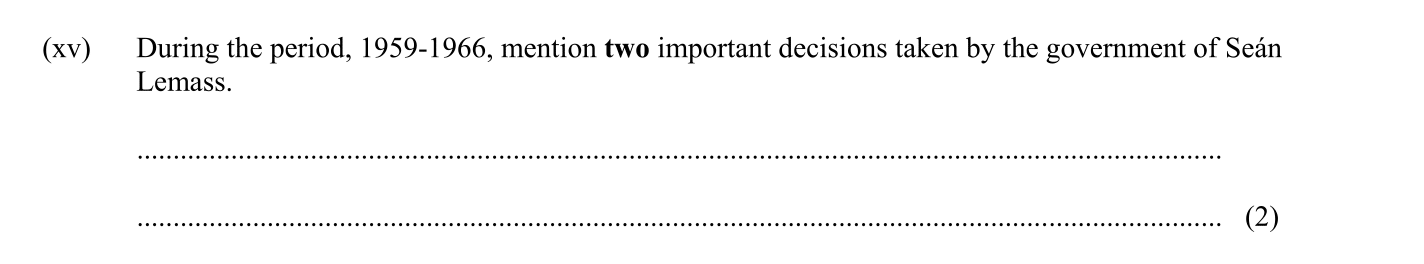 (xv) During the period, 1959-1966, mention two important decisions taken by the government of Seán
Lemass.
......................................................................................................................................................
...................................................................................................................................................... (2)